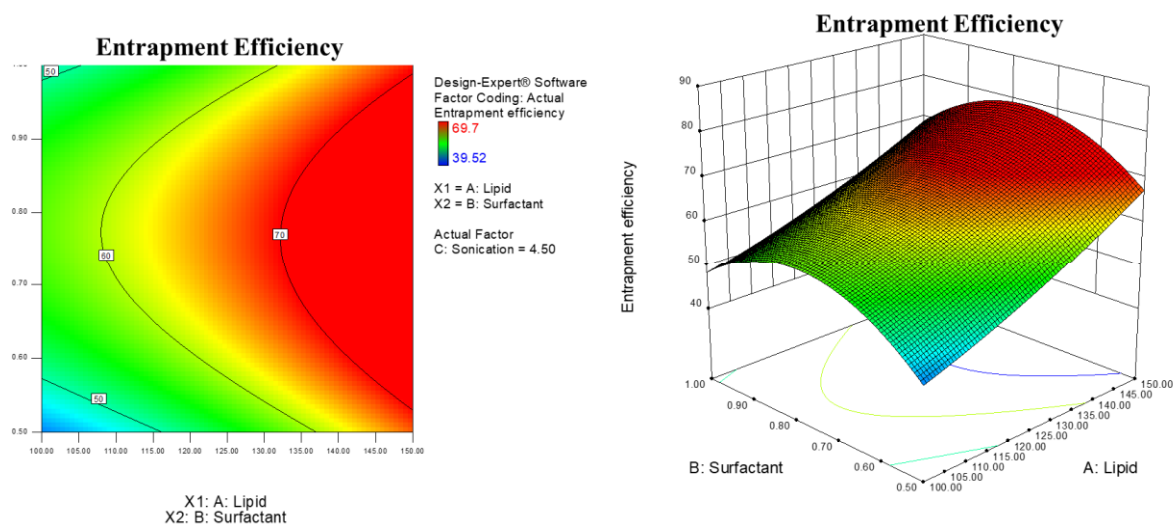 Entrapment Efficiency
0.90
0.80
0.70
0.60
0.50
50
60
70
50
100.00 105.00 110.00 115.00 120.00 125.00 130.00 135.00 140.00 145.00 150.00
X1: A: Lipid
X2: B: Surfactant
Design-Expert® Software
Factor Coding: Actual
Entrapment efficiency
69.7
39.52
X1 = A: Lipid
X2 = B: Surfactant
Actual Factor
C: Sonication = 4.50
Entrapment Efficiency
90
80
70
60
50
40
Entrapment efficiency
1.00
0.90
0.80
0.70
0.60
0.50
B: Surfactant
150.00
145.00
140.00
135.00
130.00
125.00
120.00
115.00
110.00
105.00
100.00
A: Lipid